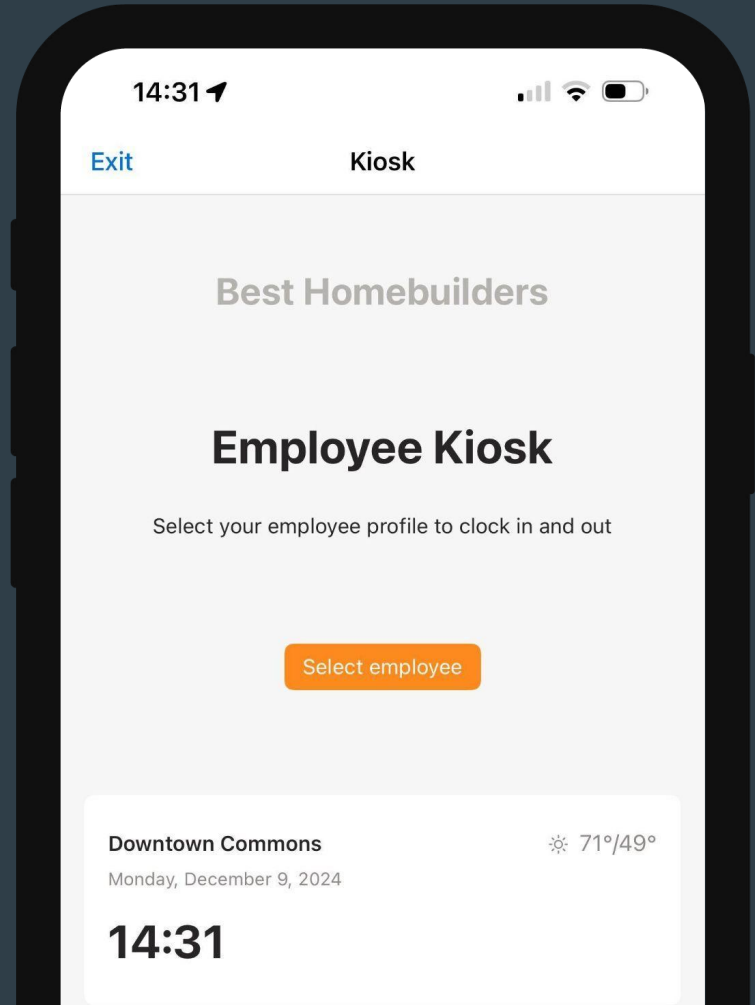 14:31
Exit
Kiosk
Best Homebuilders
Employee Kiosk
Select your employee profile to clock in and out
Select employee
Downtown Commons
71°/49°
Monday, December 9, 2024
14:31